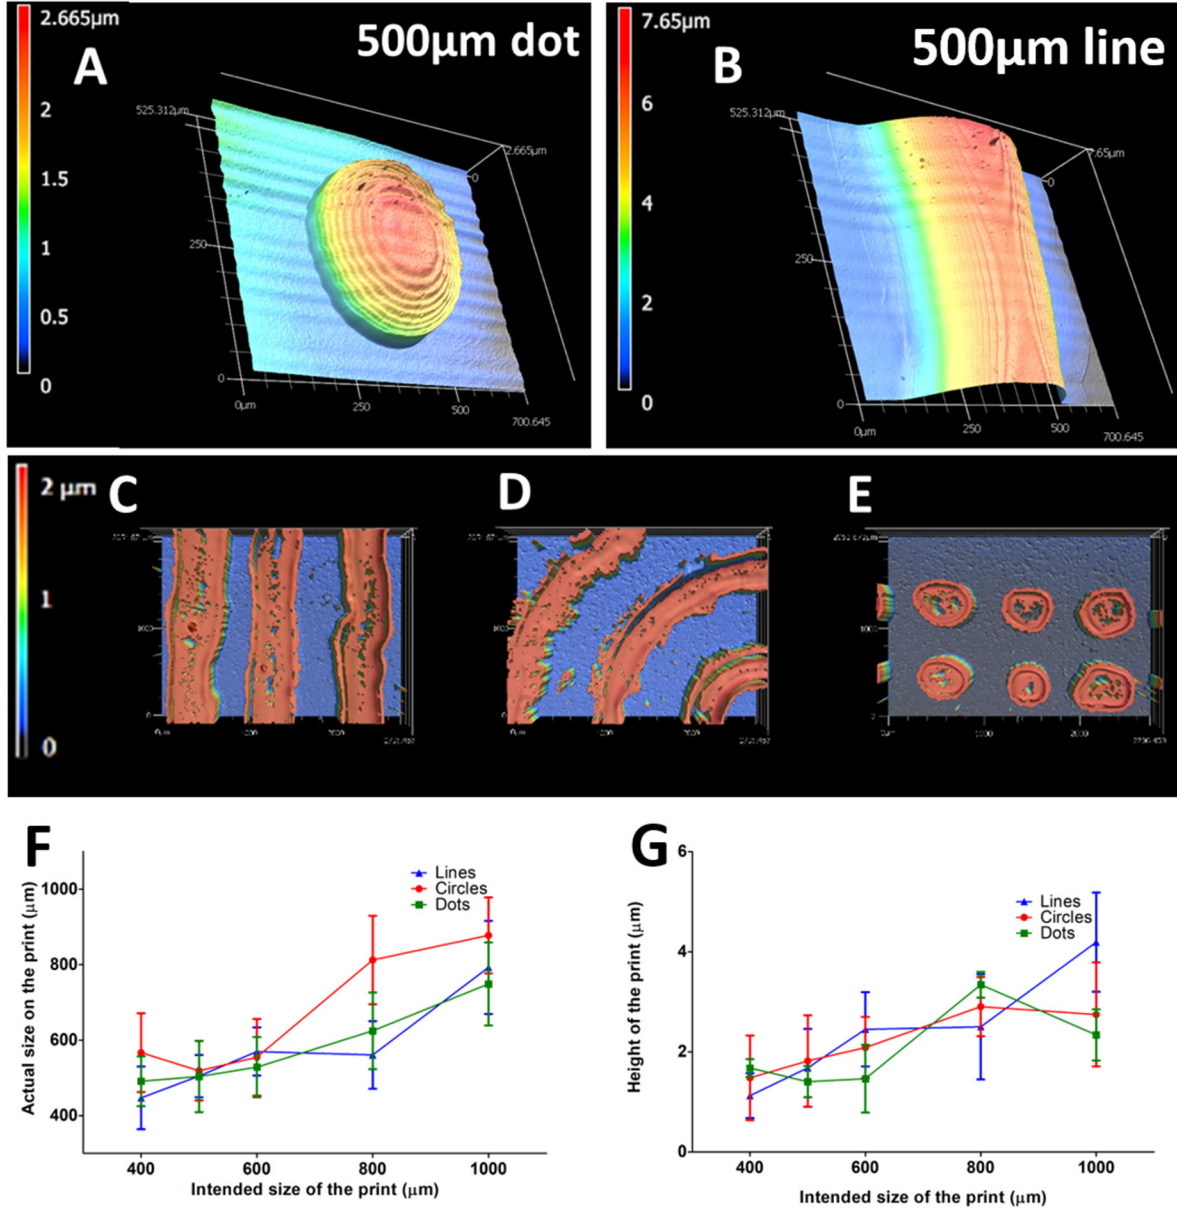 2.665µm
A
500µm dot
2
1.5
1
0.5
0
525.312µm
2.665µm
0
250
0
0µm
250
500
700.645
7.65µm
B
500µm line
6
4
2
0
525.312µm
7.65µm
0
250
0
0µm
250
500
700.645
2 µm
1
0
C
D
E
F
Lines
Circles
Dots
Actual size on the print (µm)
1000
800
600
400
400
600
800
1000
Intended size of the print (µm)
G
Lines
Circles
Dots
Height of the print (µm)
6
4
2
0
400
600
800
1000
Intended size of the print (µm)